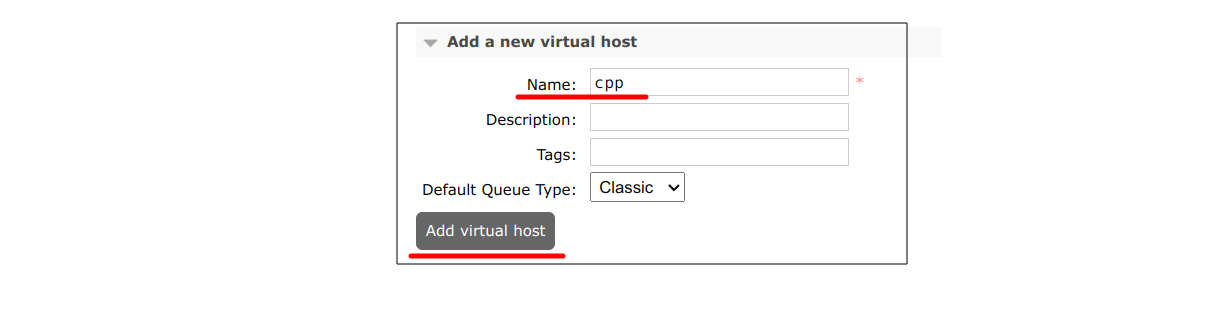 Add a new virtual host
Name: cpp *
Description:
Tags:
Default Queue Type: Classic
Add virtual host